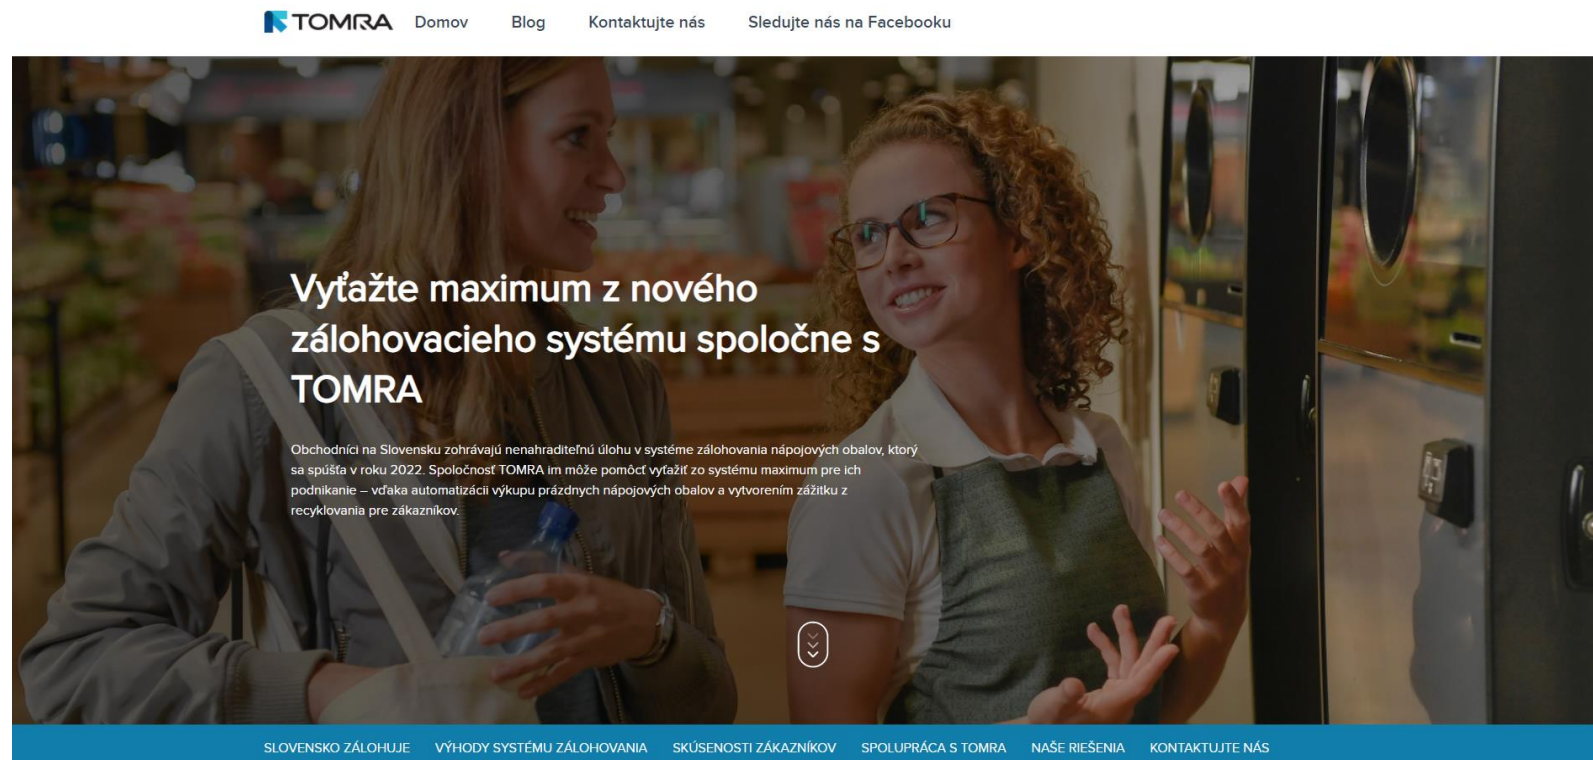 TOMRA Domov Blog Kontaktujte nás Sledujte nás na Facebooku
Vyťažte maximum z nového
zálohovacieho systému spoločne s
TOMRA
Obchodníci na Slovensku zohrávajú nenahraditeľnú úlohu v systéme zálohovania nápojových obalov, ktorý
sa spúšťa v roku 2022. Spoločnosť TOMRA im môže pomôcť vyťažiť zo systému maximum pre ich
podnikanie – vďaka automatizácii výkupu prázdnych nápojových obalov a vytvorením zážitku z
recyklovania pre zákazníkov.
SLOVENSKO ZÁLOHUJE VÝHODY SYSTÉMU ZÁLOHOVANIA SKÚSENOSTI ZÁKAZNÍKOV SPOLUPRÁCA S TOMRA NAŠE RIEŠENIA KONTAKTUJTE NÁS